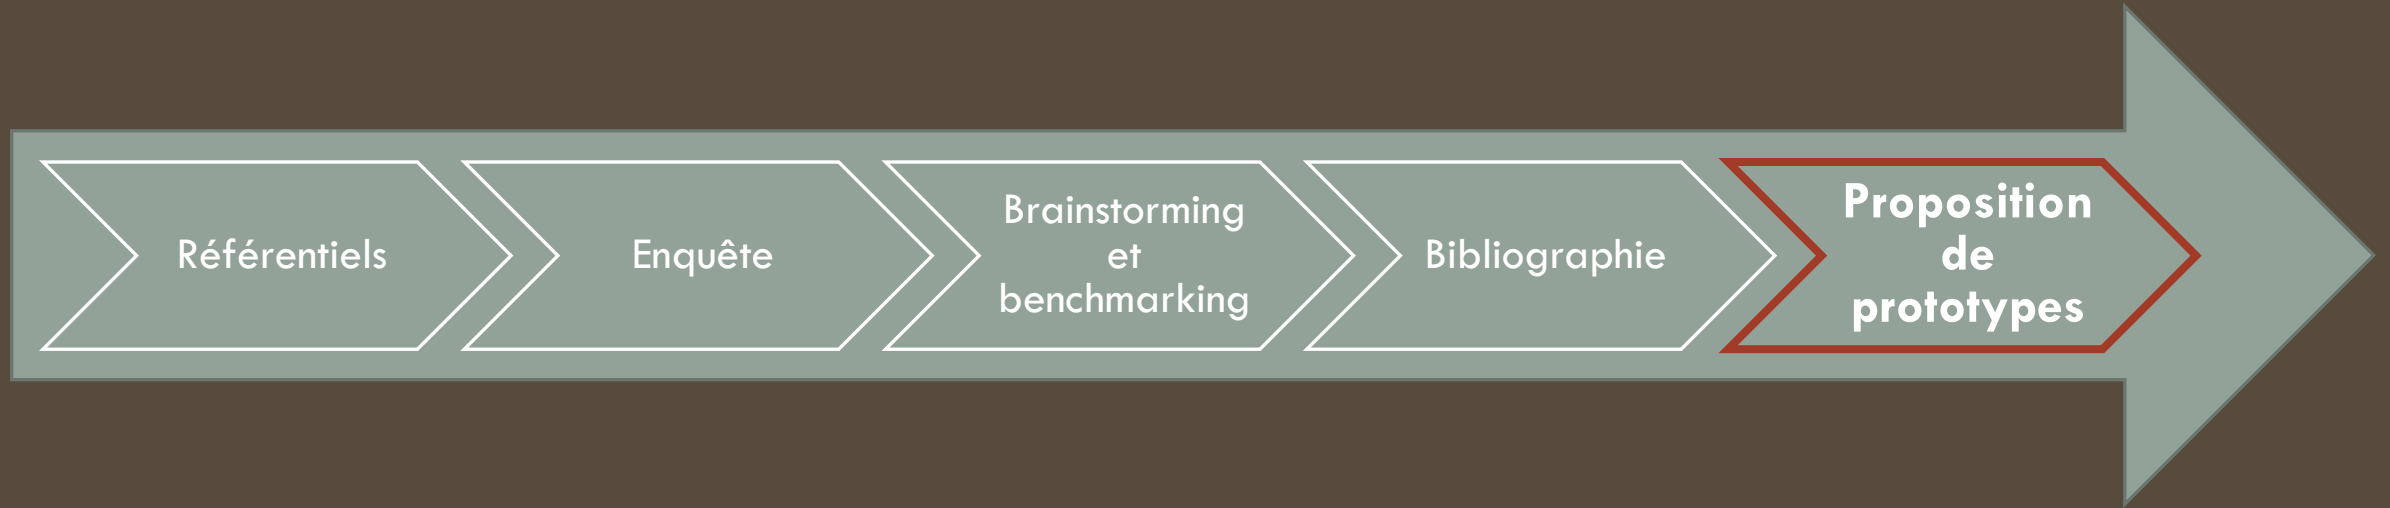 Référentiels
Enquête
Brainstorming
et
benchmarking
Bibliographie
Proposition
de
prototypes